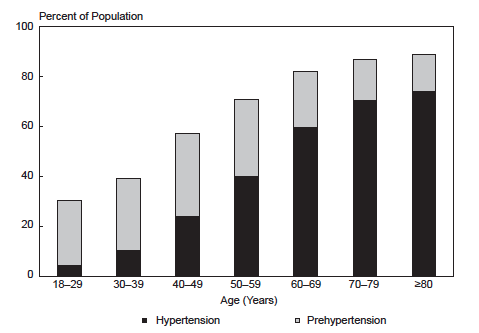 Percent of Population
100
80
60
40
20
0
18–29 30–39 40–49 50–59 60–69 70–79 ≥80
Age (Years)
Hypertension Prehypertension